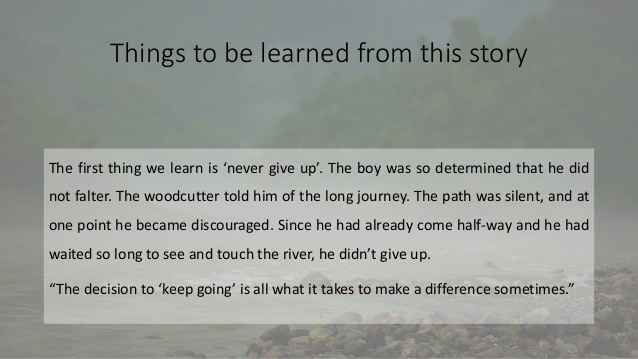 Things to be learned from this story
The first thing we learn is ‘never give up’. The boy was so determined that he did
not falter. The woodcutter told him of the long journey. The path was silent, and at
one point he became discouraged. Since he had already come half-way and he had
waited so long to see and touch the river, he didn’t give up.
“The decision to ‘keep going’ is all what it takes to make a difference sometimes.”